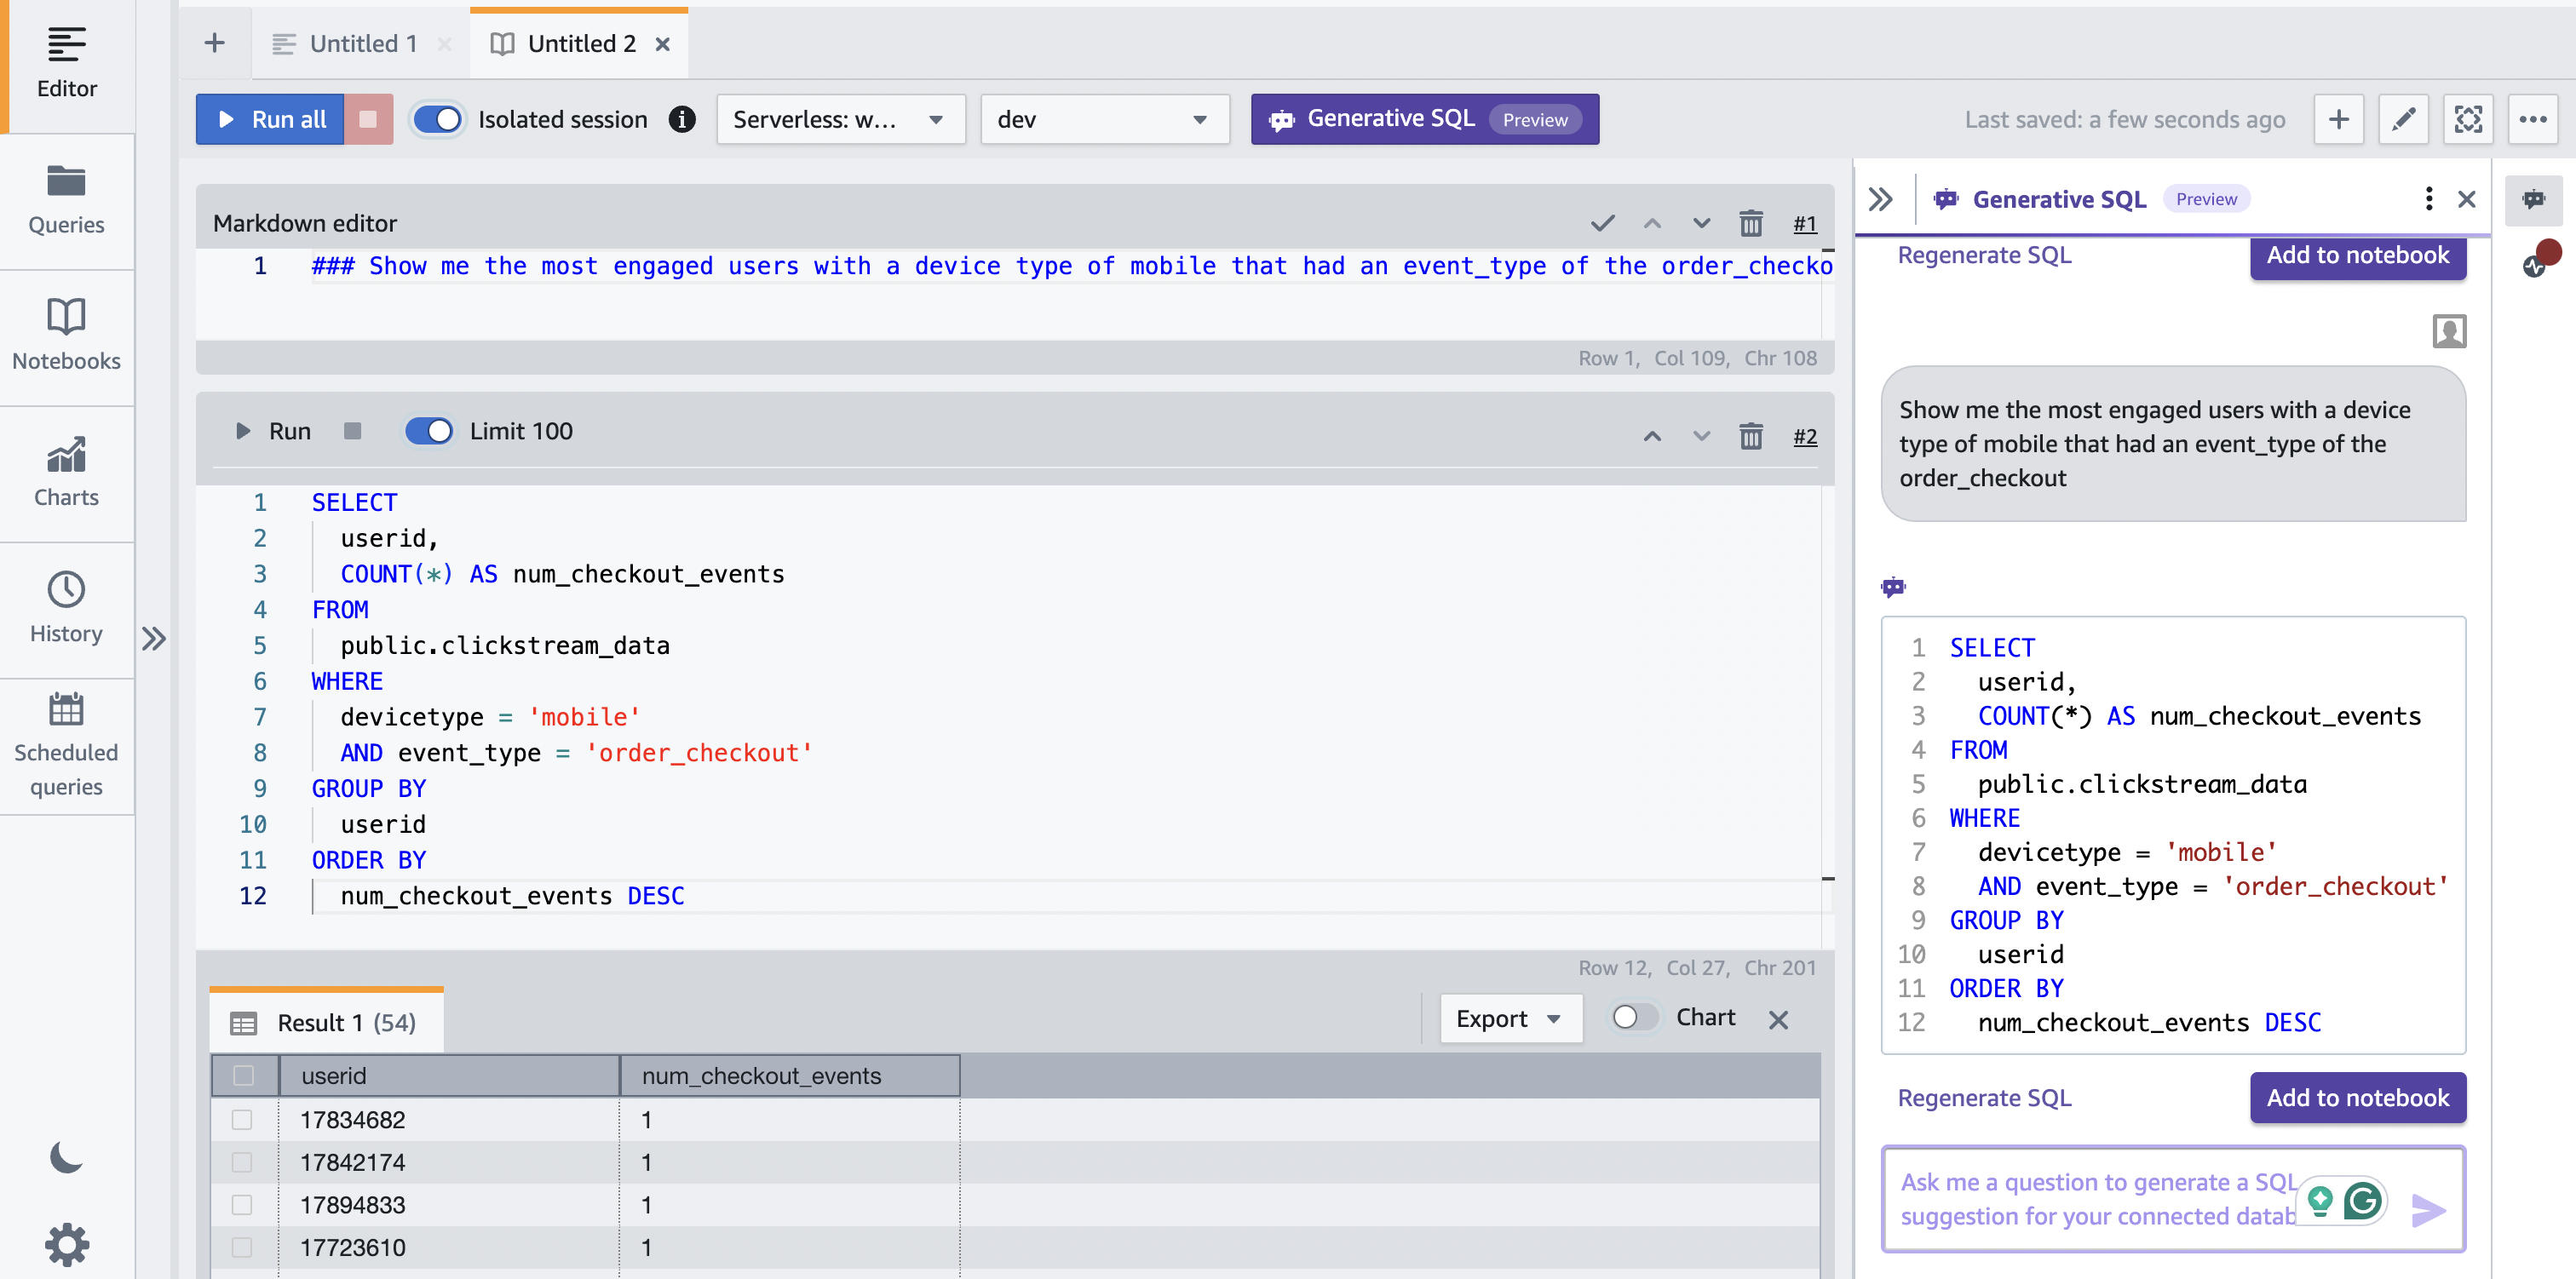 Editor
Queries
Notebooks
Charts
History
Scheduled
queries
Untitled 1
Untitled 2
Run all
Isolated session
Serverless: w...
dev
Generative SQL Preview
Last saved: a few seconds ago
Markdown editor
#1
1 ### Show me the most engaged users with a device type of mobile that had an event_type of the order_checko
Row 1, Col 109, Chr 108
Run
Limit 100
#2
1 SELECT
2 userid,
3 COUNT(*) AS num_checkout_events
4 FROM
5 public.clickstream_data
6 WHERE
7 devicetype = 'mobile'
8 AND event_type = 'order_checkout'
9 GROUP BY
10 userid
11 ORDER BY
12 num_checkout_events DESC
Row 12, Col 27, Chr 201
Result 1 (54)
Export
Chart
userid num_checkout_events
17834682 1
17842174 1
17894833 1
17723610 1
Generative SQL Preview
Regenerate SQL
Add to notebook
Show me the most engaged users with a device
type of mobile that had an event_type of the
order_checkout
1 SELECT
2 userid,
3 COUNT(*) AS num_checkout_events
4 FROM
5 public.clickstream_data
6 WHERE
7 devicetype = 'mobile'
8 AND event_type = 'order_checkout'
9 GROUP BY
10 userid
11 ORDER BY
12 num_checkout_events DESC
Regenerate SQL
Add to notebook
Ask me a question to generate a SQL
suggestion for your connected datab